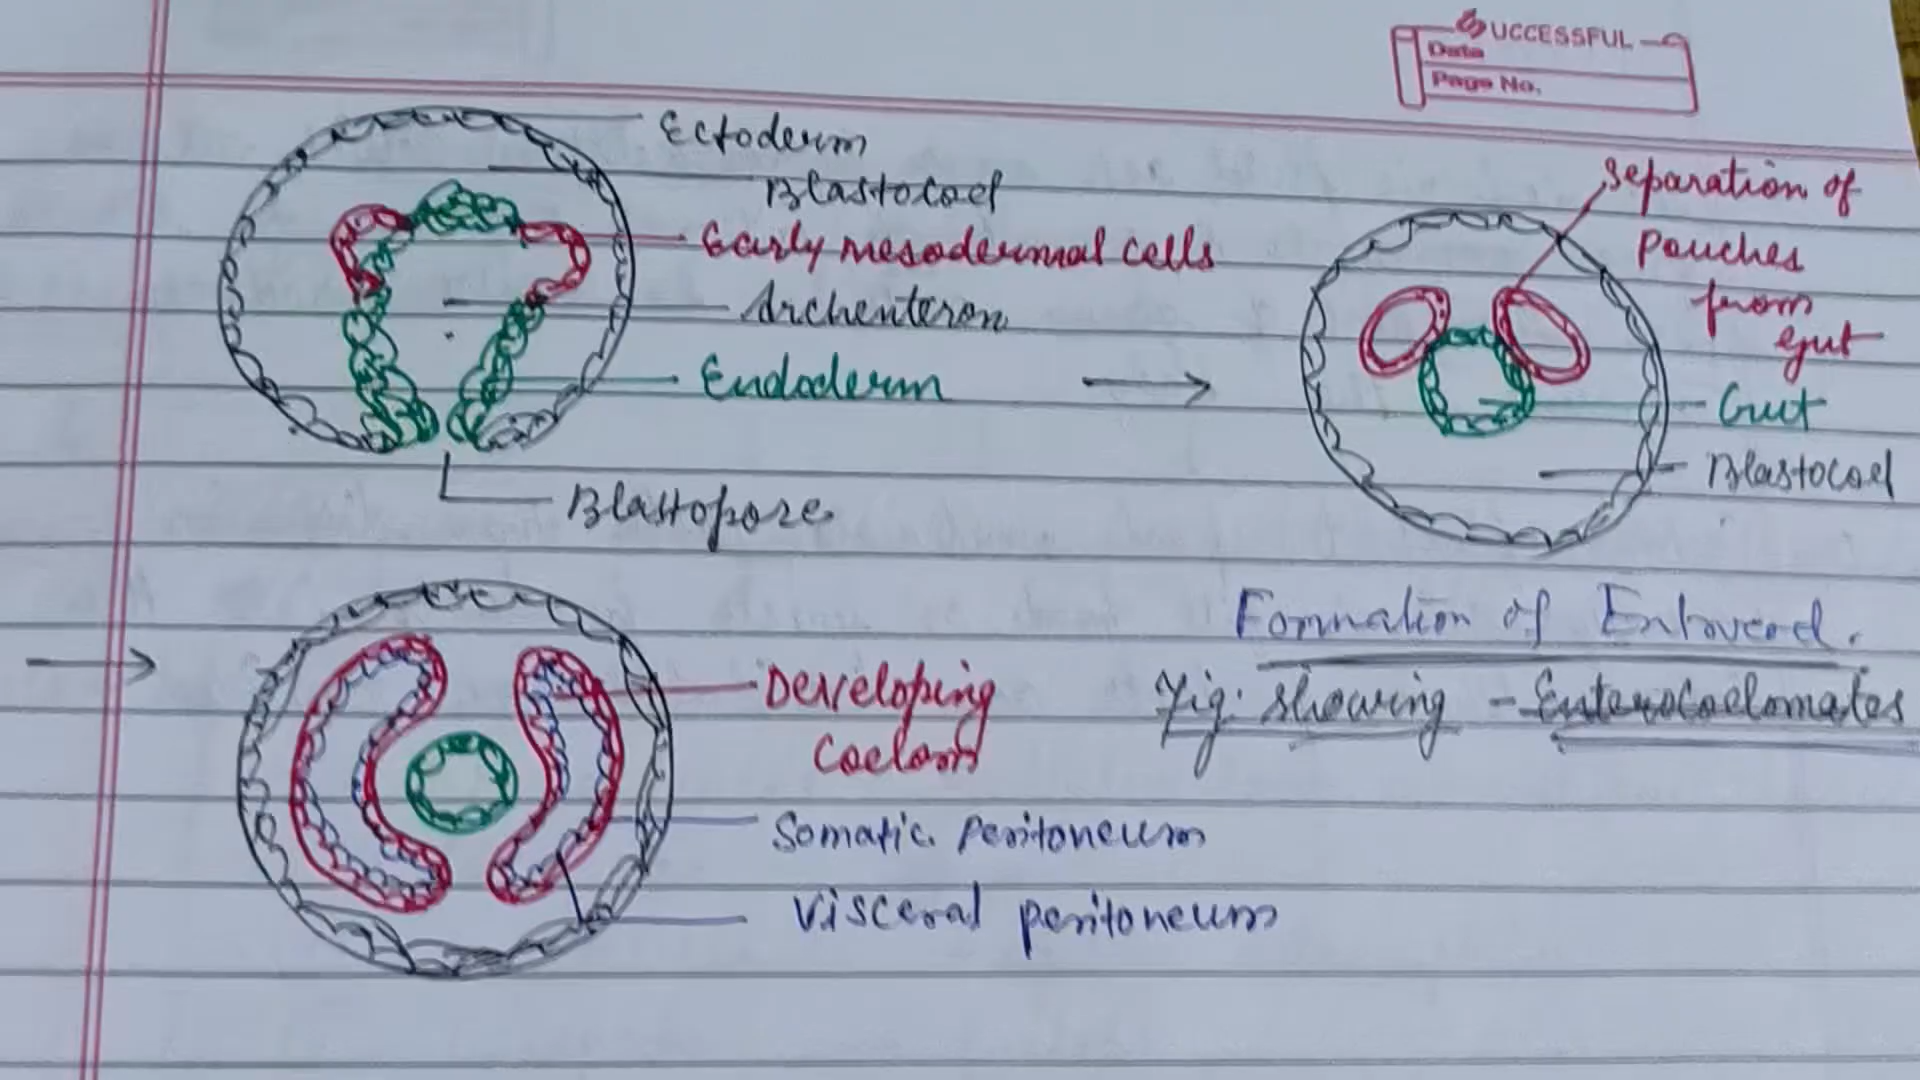 SUCCESSFUL
Date
Page No.
Ectoderm
Blastocoel
Early mesodermal cells
Archenteron
Endoderm
Blastopore
separation of
Pouches
from
gut
Gut
Blastocoel
Developing
Coelom
Somatic Peritoneum
Visceral peritoneum
Formation of
Fig: showing - Enterocoelomates